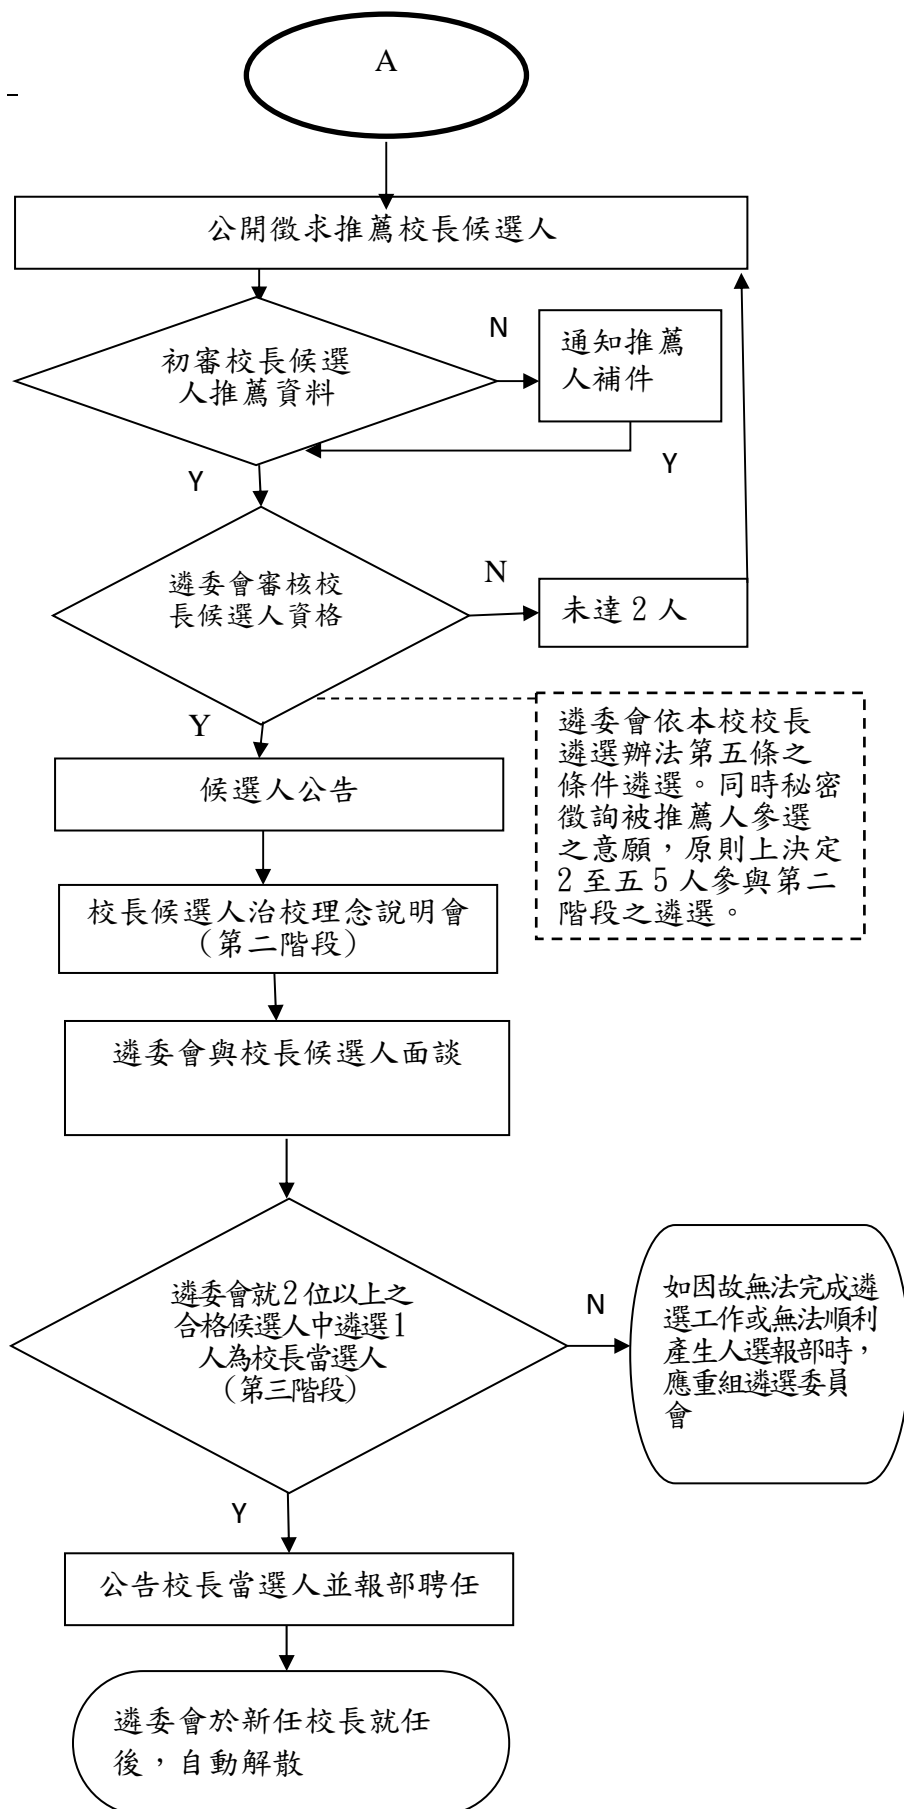 A
公開徵求推薦校長候選人
初審校長候選
人推薦資料
N
通知推薦
人補件
Y
Y
遴委會審核校
長候選人資格
N
未達2人
Y
遴委會依本校校長
遴選辦法第五條之
條件遴選。同時秘密
徵詢被推薦人參選
之意願，原則上決定
2至五5人參與第二
階段之遴選。
候選人公告
校長候選人治校理念說明會
（第二階段）
遴委會與校長候選人面談
遴委會就2位以上之
合格候選人中遴選1
人為校長當選人
（第三階段）
N
如因故無法完成遴
選工作或無法順利
產生人選報部時，
應重組遴選委員
會
Y
公告校長當選人並報部聘任
遴委會於新任校長就任
後，自動解散